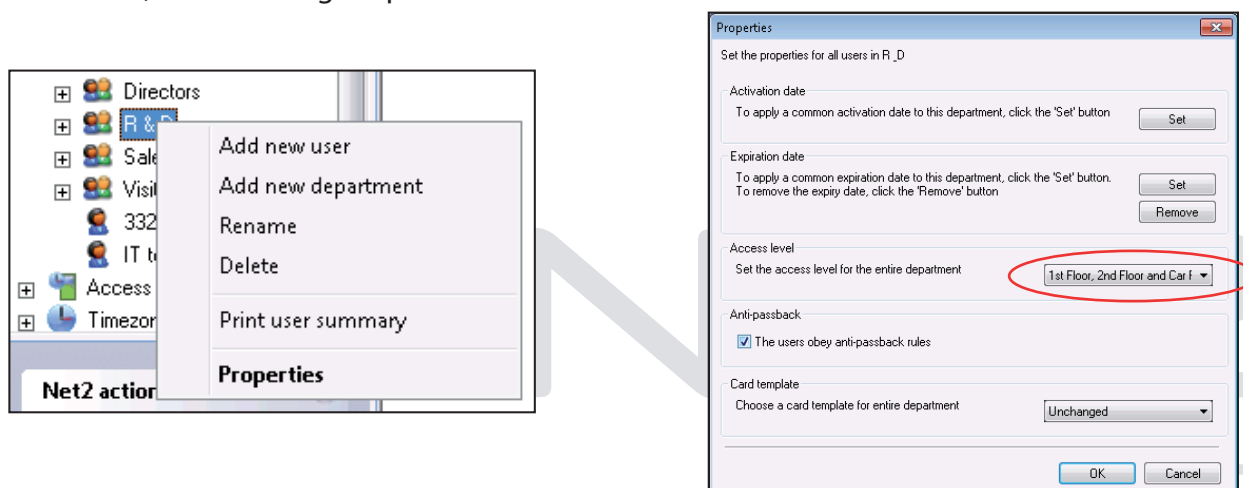 Directors
R & D
Add new user
Add new department
Rename
332
Delete
IT
Access
Print user summary
Properties
Net2
Properties
Set the properties for all users in R_D
Activation date
To apply a common activation date to this department, click the 'Set' button
Set
Expiration date
To apply a common expiration date to this department, click the 'Set' button.
To remove the expiry date, click the 'Remove' button
Set
Remove
Access level
Set the access level for the entire department
1st Floor, 2nd Floor and Car
Anti-passback
The users obey anti-passback rules
Card template
Choose a card template for entire department
Unchanged
OK
Cancel